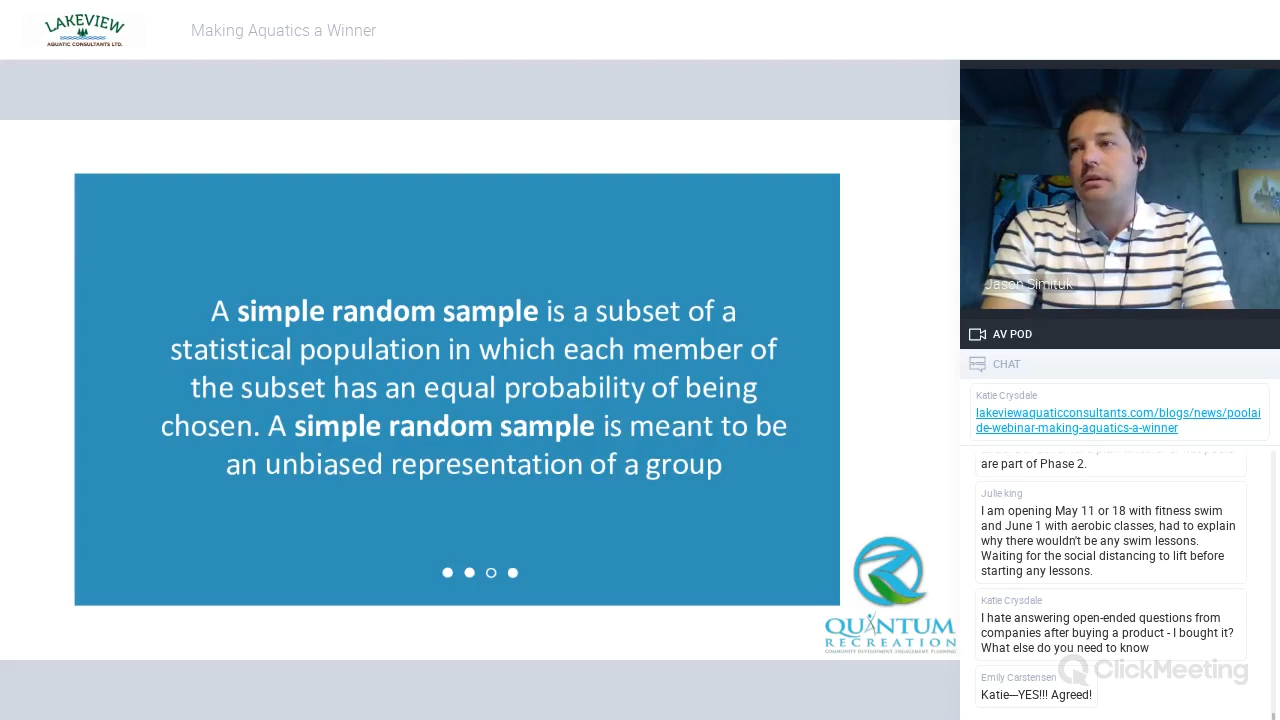 LAKEVIEW
AQUATIC CONSULTANTS LTD.
Making Aquatics a Winner
A simple random sample is a subset of a
statistical population in which each member of
the subset has an equal probability of being
chosen. A simple random sample is meant to be
an unbiased representation of a group
QUANTUM
RECREATION
COMMUNITY DEVELOPMENT, ENGAGEMENT, PLANNING
Jason Simituk
AV POD
CHAT
Katie Crysdale
lakeviewaquaticconsultants.com/blogs/news/poolai
de-webinar-making-aquatics-a-winner
are part of Phase 2.
Julie king
I am opening May 11 or 18 with fitness swim
and June 1 with aerobic classes, had to explain
why there wouldn't be any swim lessons.
Waiting for the social distancing to lift before
starting any lessons.
Katie Crysdale
I hate answering open-ended questions from
companies after buying a product - I bought it?
What else do you need to know
Emily Carstensen
Katie---YES!!! Agreed!
ClickMeeting